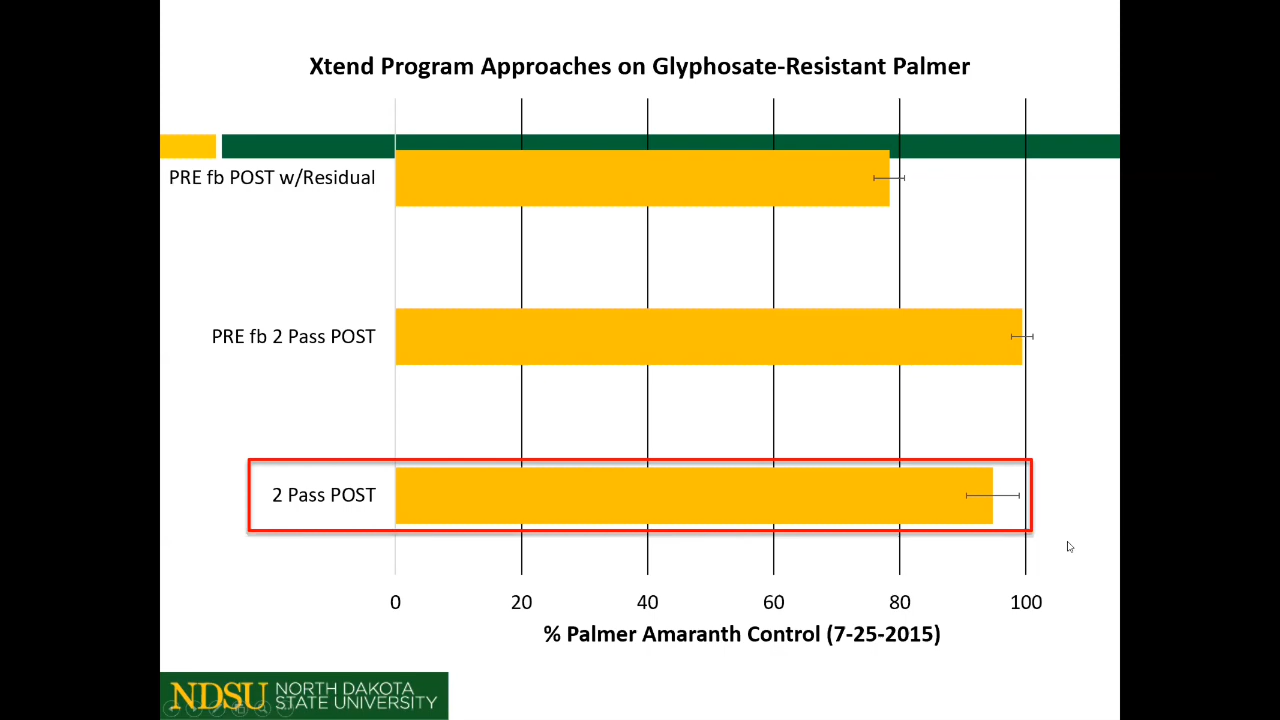 Xtend Program Approaches on Glyphosate-Resistant Palmer
PRE fb POST w/Residual
PRE fb 2 Pass POST
2 Pass POST
0 20 40 60 80 100
% Palmer Amaranth Control (7-25-2015)
NDSU NORTH DAKOTA
STATE UNIVERSITY